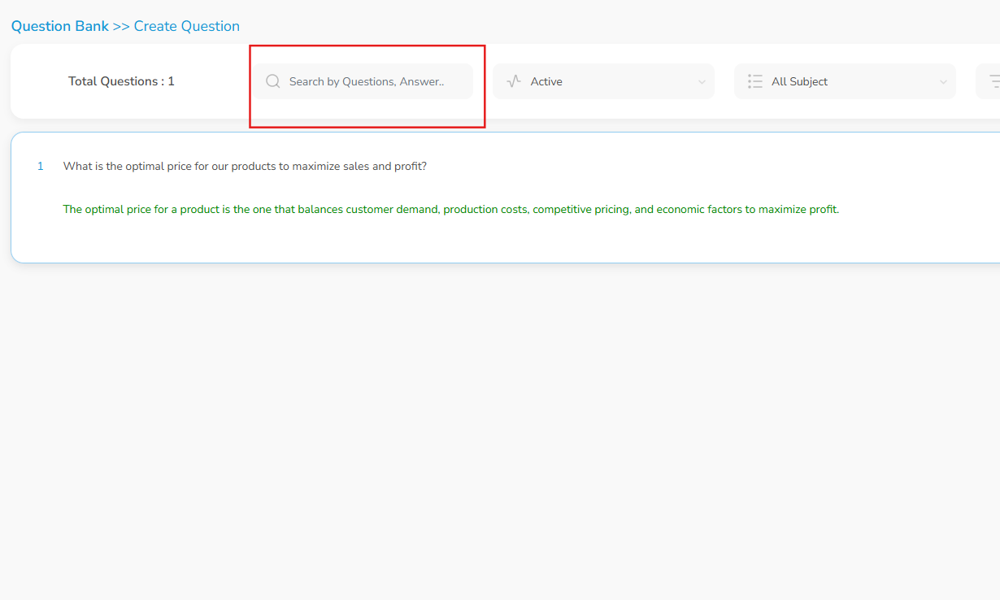 Question Bank >> Create Question
Total Questions : 1
Search by Questions, Answer..
Active
All Subject
1 What is the optimal price for our products to maximize sales and profit?
The optimal price for a product is the one that balances customer demand, production costs, competitive pricing, and economic factors to maximize profit.